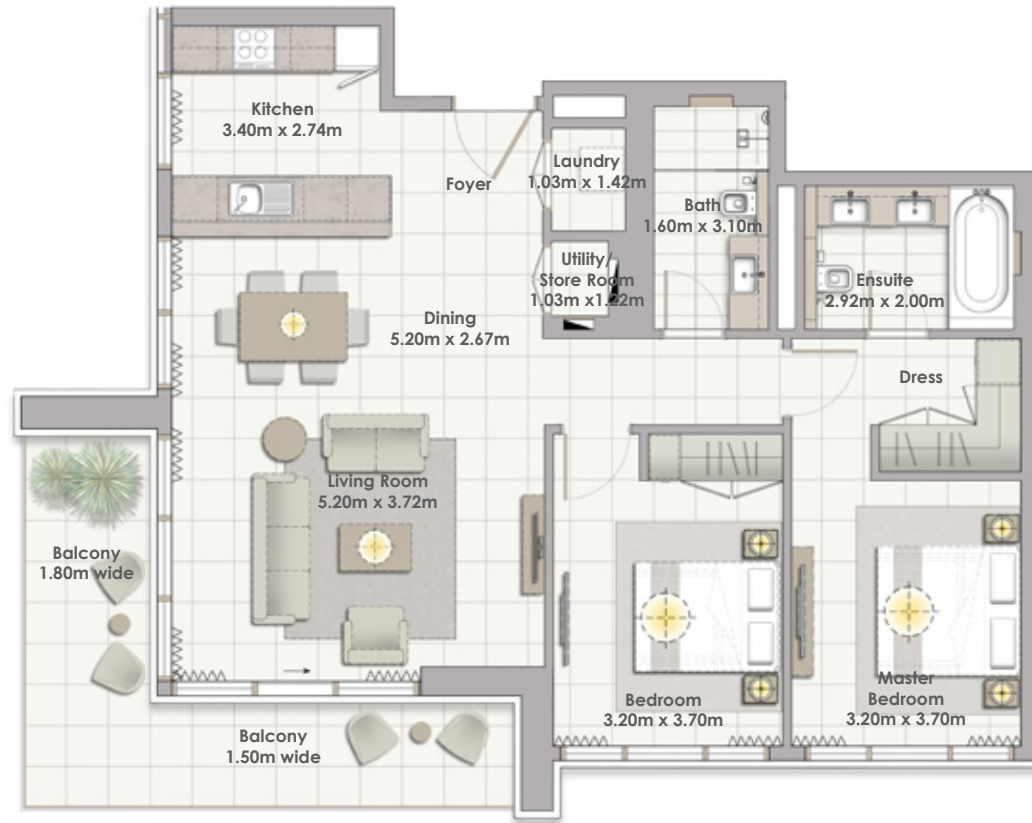 Kitchen
3.40m x 2.74m
Foyer
Laundry
1.03m x 1.42m
Bath
1.60m x 3.10m
Utility/
Store Room
1.03m x1.22m
Ensuite
2.92m x 2.00m
Dining
5.20m x 2.67m
Dress
Living Room
5.20m x 3.72m
Balcony
1.80m wide
Bedroom
3.20m x 3.70m
Master
Bedroom
3.20m x 3.70m
Balcony
1.50m wide